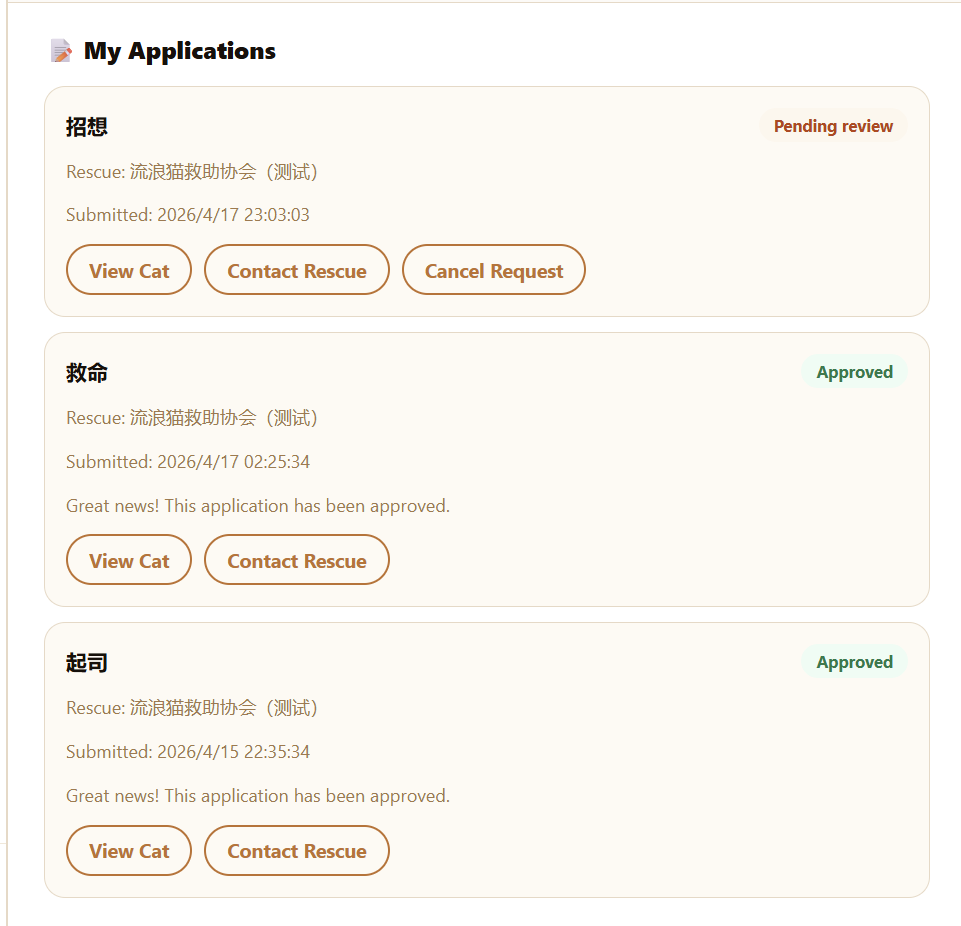 My Applications
招想
Pending review
Rescue: 流浪猫救助协会（测试）
Submitted: 2026/4/17 23:03:03
View Cat
Contact Rescue
Cancel Request
救命
Approved
Rescue: 流浪猫救助协会（测试）
Submitted: 2026/4/17 02:25:34
Great news! This application has been approved.
View Cat
Contact Rescue
起司
Approved
Rescue: 流浪猫救助协会（测试）
Submitted: 2026/4/15 22:35:34
Great news! This application has been approved.
View Cat
Contact Rescue